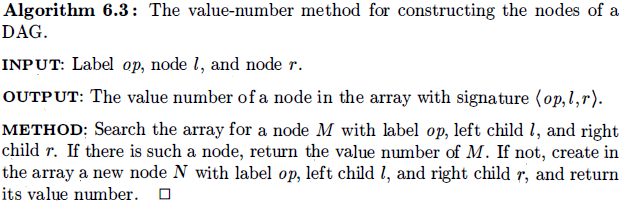 Algorithm 6.3: The value-number method for constructing the nodes of a
DAG.
INPUT: Label op, node l, and node r.
OUTPUT: The value number of a node in the array with signature ⟨op,l,r⟩.
METHOD: Search the array for a node M with label op, left child l, and right
child r. If there is such a node, return the value number of M. If not, create in
the array a new node N with label op, left child l, and right child r, and return
its value number. □